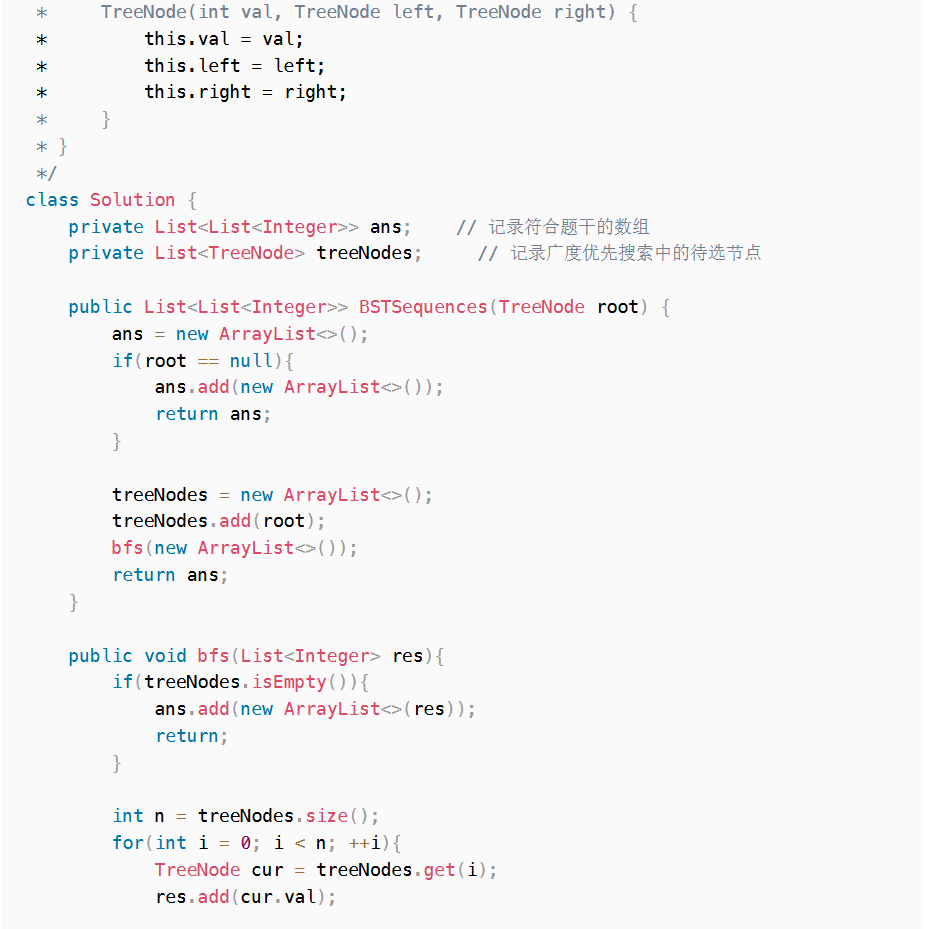 *     TreeNode(int val, TreeNode left, TreeNode right) {
 *         this.val = val;
 *         this.left = left;
 *         this.right = right;
 *     }
 * }
 */
class Solution {
    private List<List<Integer>> ans;    // 记录符合题干的数组
    private List<TreeNode> treeNodes;     // 记录广度优先搜索中的待选节点

    public List<List<Integer>> BSTSequences(TreeNode root) {
        ans = new ArrayList<>();
        if(root == null){
            ans.add(new ArrayList<>());
            return ans;
        }

        treeNodes = new ArrayList<>();
        treeNodes.add(root);
        bfs(new ArrayList<>());
        return ans;
    }

    public void bfs(List<Integer> res){
        if(treeNodes.isEmpty()){
            ans.add(new ArrayList<>(res));
            return;
        }

        int n = treeNodes.size();
        for(int i = 0; i < n; ++i){
            TreeNode cur = treeNodes.get(i);
            res.add(cur.val);